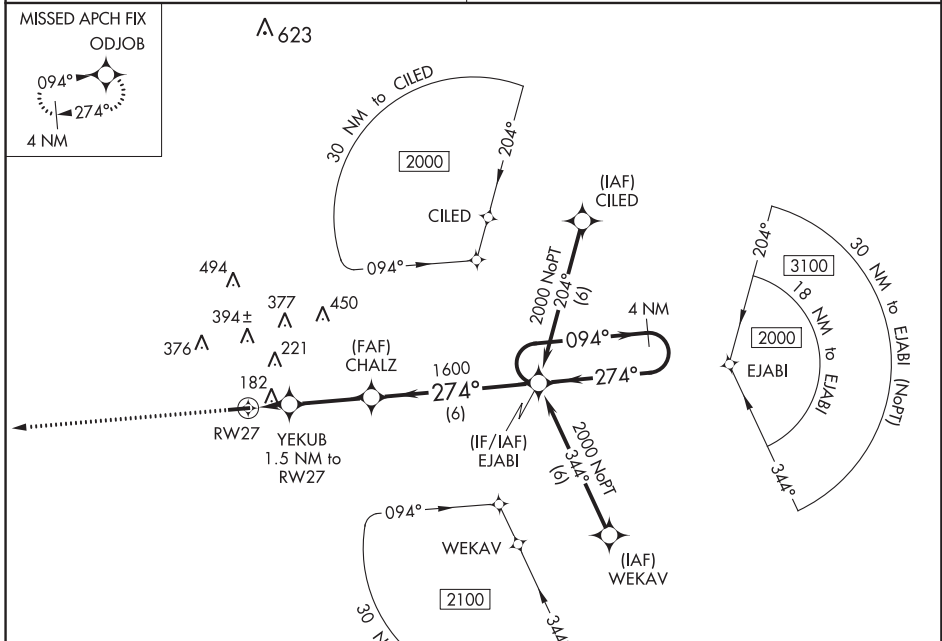 MISSED APCH FIX
ODJOB
094°
274°
4 NM
623
30 NM to CILED
2000
204°
CILED
094°
(IAF)
CILED
2000 NoPT
204°
(6)
204°
3100
30 NM to EJABI (NoPT)
18 NM to EJABI
2000
EJABI
344°
494
394±
377
450
376
221
182
(FAF)
CHALZ
1600
274°
(6)
4 NM
094°
274°
RW27
YEKUB
1.5 NM to
RW27
(IF/IAF)
EJABI
2000 NoPT
344°
(6)
(IAF)
WEKAV
094°
WEKAV
2100
30 N
344